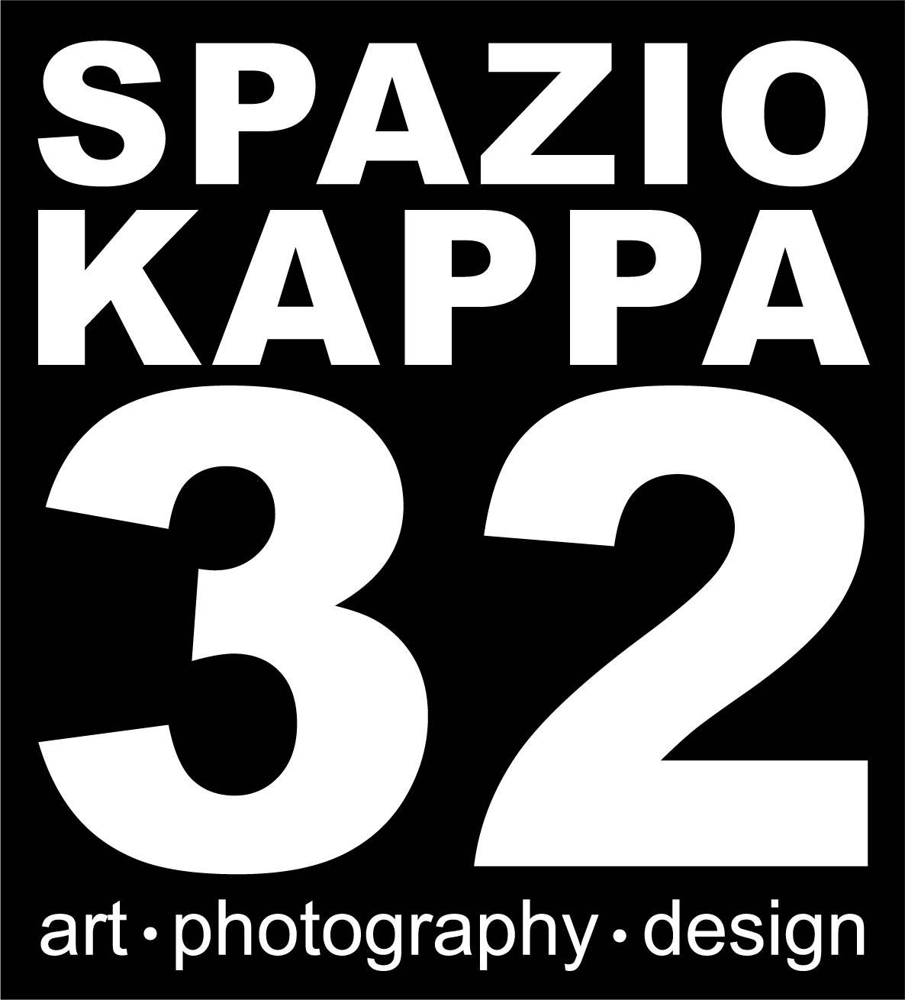 SPAZIO
KAPPA
32
art • photography • design